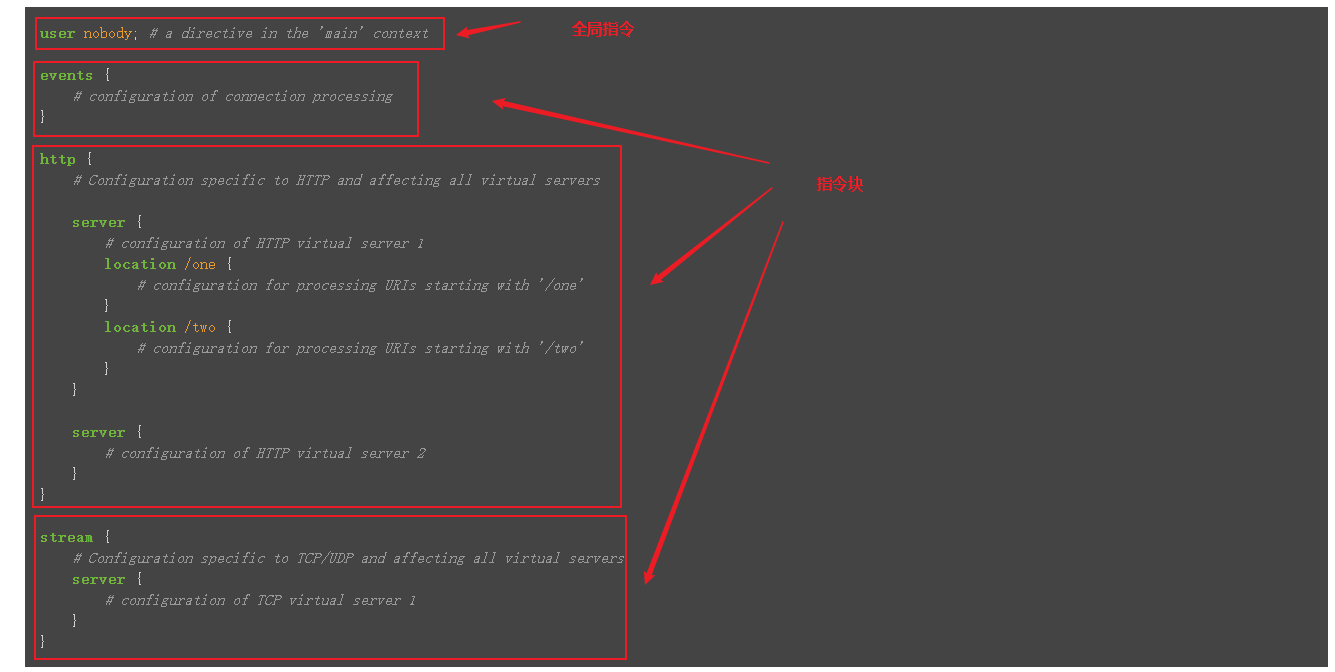 user nobody; # a directive in the 'main' context
全局指令
events {
    # configuration of connection processing
}
http {
    # Configuration specific to HTTP and affecting all virtual servers
指令块
    server {
        # configuration of HTTP virtual server 1
        location /one {
            # configuration for processing URIs starting with '/one'
        }
        location /two {
            # configuration for processing URIs starting with '/two'
        }
    }
    server {
        # configuration of HTTP virtual server 2
    }
}
stream {
    # Configuration specific to TCP/UDP and affecting all virtual servers
    server {
        # configuration of TCP virtual server 1
    }
}